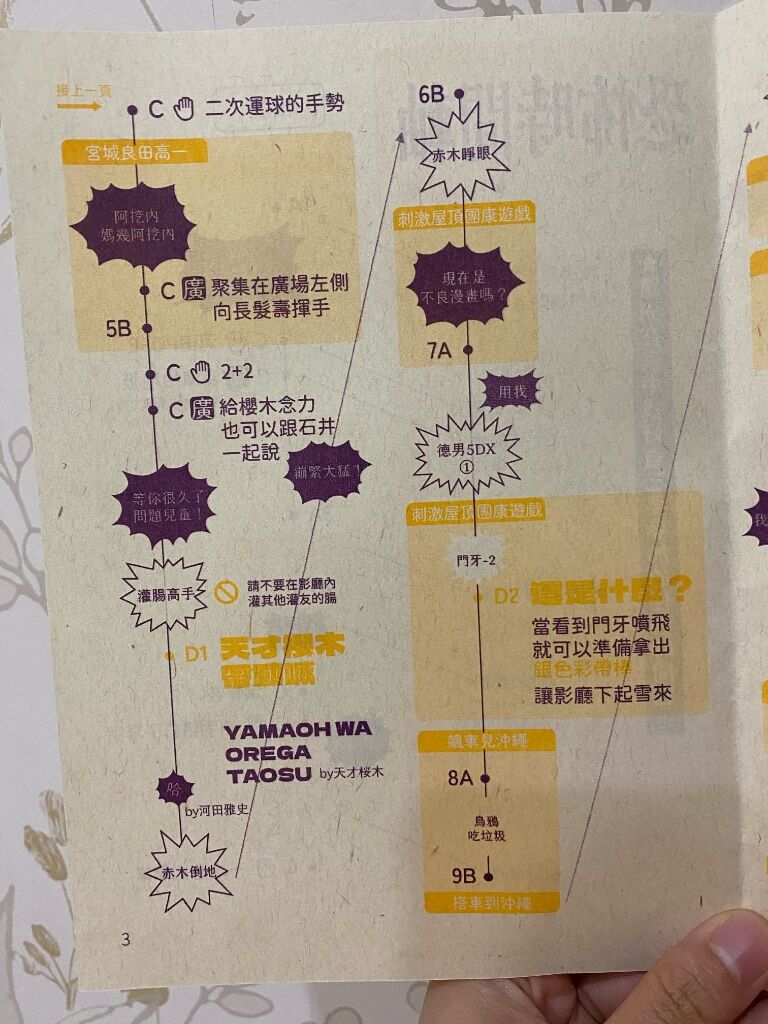 接上一頁
C 二次運球的手勢
宮城良田高一
阿挖內
媽幾阿挖內
C 廣 聚集在廣場左側
向長髮壽揮手
5B
C 2+2
C 廣 給櫻木念力
也可以跟石井
一起說
繃緊大猛
等你很久了
問題兒童！
灌腸高手
請不要在影廳內
灌其他灌友的腸
D1 天才櫻木
帶動喊
YAMAOH WA
OREGA
TAOSU by天才桜木
哈
by河田雅史
赤木倒地
3
6B
赤木睜眼
刺激屋頂團康遊戲
現在是
不良漫畫嗎？
7A
用我
德男5DX
①
刺激屋頂團康遊戲
門牙-2
D2 這是什麼？
當看到門牙噴飛
就可以準備拿出
銀色彩帶棒
讓影廳下起雪來
飆車見沖繩
8A
烏鴉
吃垃圾
9B
搭車到沖繩
我